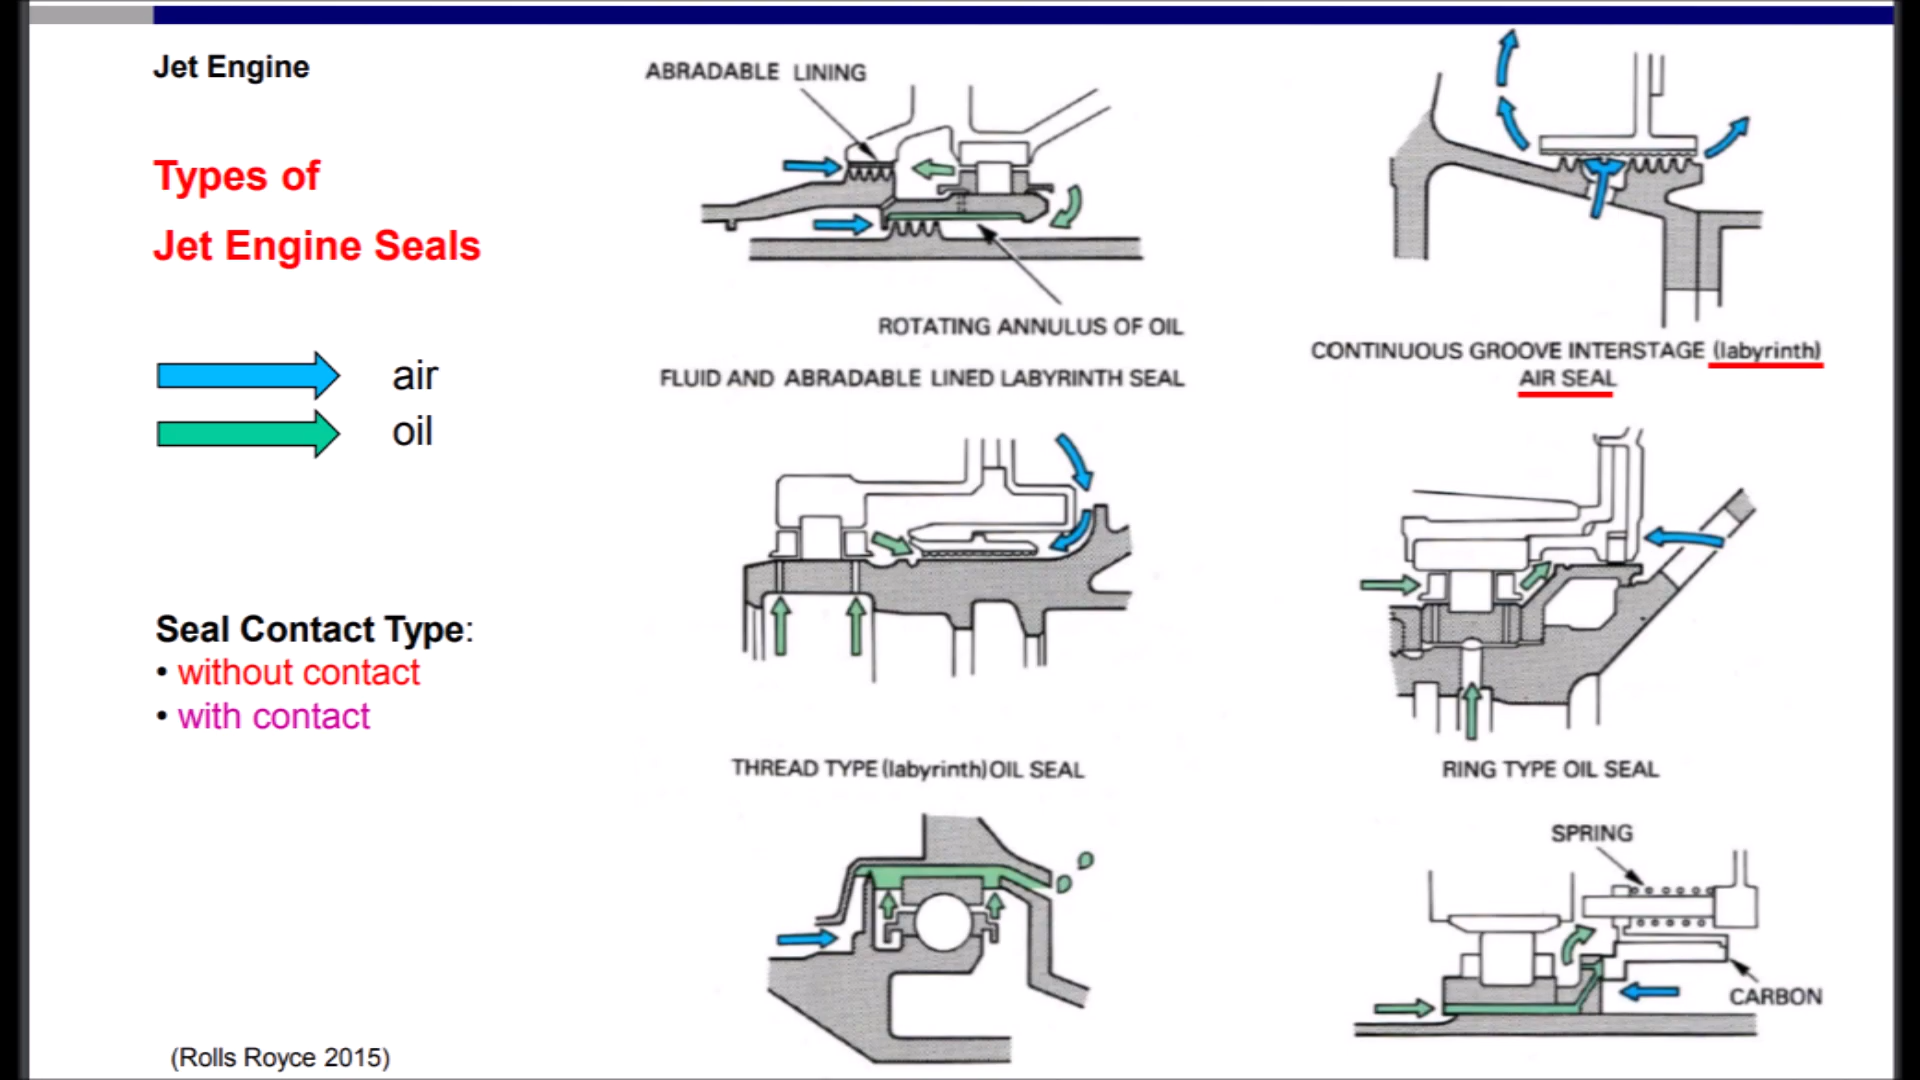 Jet Engine
Types of
Jet Engine Seals
air
oil
Seal Contact Type:
• without contact
• with contact
(Rolls Royce 2015)
ABRADABLE LINING
ROTATING ANNULUS OF OIL
FLUID AND ABRADABLE LINED LABYRINTH SEAL
CONTINUOUS GROOVE INTERSTAGE (labyrinth)
AIR SEAL
THREAD TYPE (labyrinth) OIL SEAL
RING TYPE OIL SEAL
SPRING
CARBON